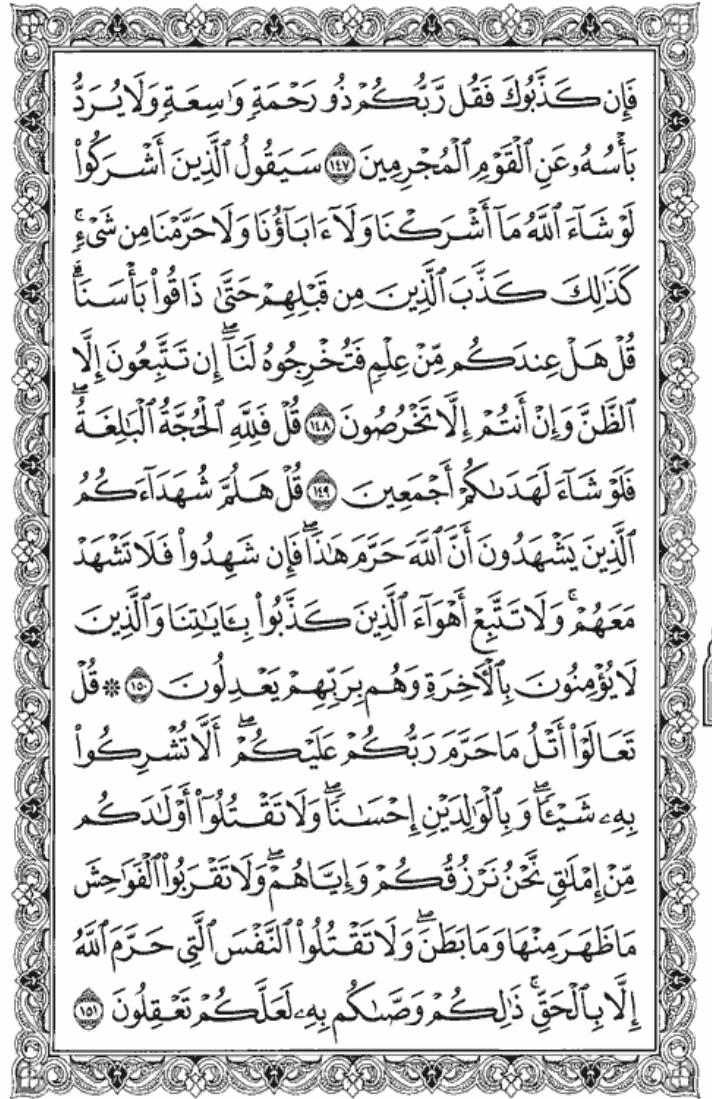 فَإِن كَذَّبُوكَ فَقُل رَّبُّكُمْ ذُو رَحْمَةٍ وَٰسِعَةٍ وَلَا يُرَدُّ
بَأْسُهُۥ عَنِ ٱلْقَوْمِ ٱلْمُجْرِمِينَ ١٤٧ سَيَقُولُ ٱلَّذِينَ أَشْرَكُوا۟
لَوْ شَآءَ ٱللَّهُ مَآ أَشْرَكْنَا وَلَآ ءَابَآؤُنَا وَلَا حَرَّمْنَا مِن شَىْءٍۚ
كَذَٰلِكَ كَذَّبَ ٱلَّذِينَ مِن قَبْلِهِمْ حَتَّىٰ ذَاقُوا۟ بَأْسَنَاۗ
قُلْ هَلْ عِندَكُم مِّنْ عِلْمٍ فَتُخْرِجُوهُ لَنَآۖ إِن تَتَّبِعُونَ إِلَّا
ٱلظَّنَّ وَإِنْ أَنتُمْ إِلَّا تَخْرُصُونَ ١٤٨ قُلْ فَلِلَّهِ ٱلْحُجَّةُ ٱلْبَٰلِغَةُۖ
فَلَوْ شَآءَ لَهَدَىٰكُمْ أَجْمَعِينَ ١٤٩ قُلْ هَلُمَّ شُهَدَآءَكُمُ
ٱلَّذِينَ يَشْهَدُونَ أَنَّ ٱللَّهَ حَرَّمَ هَٰذَاۖ فَإِن شَهِدُوا۟ فَلَا تَشْهَدْ
مَعَهُمْۚ وَلَا تَتَّبِعْ أَهْوَآءَ ٱلَّذِينَ كَذَّبُوا۟ بِـَٔايَٰتِنَا وَٱلَّذِينَ
لَا يُؤْمِنُونَ بِٱلْءَاخِرَةِ وَهُم بِرَبِّهِمْ يَعْدِلُونَ ١٥٠ ۞ قُلْ
تَعَالَوْا۟ أَتْلُ مَا حَرَّمَ رَبُّكُمْ عَلَيْكُمْۖ أَلَّا تُشْرِكُوا۟
بِهِۦ شَيْـًٔاۖ وَبِٱلْوَٰلِدَيْنِ إِحْسَٰنًاۖ وَلَا تَقْتُلُوٓا۟ أَوْلَٰدَكُم
مِّنْ إِمْلَٰقٍۖ نَّحْنُ نَرْزُقُكُمْ وَإِيَّاهُمْۖ وَلَا تَقْرَبُوا۟ ٱلْفَوَٰحِشَ
مَا ظَهَرَ مِنْهَا وَمَا بَطَنَۖ وَلَا تَقْتُلُوا۟ ٱلنَّفْسَ ٱلَّتِى حَرَّمَ ٱللَّهُ
إِلَّا بِٱلْحَقِّۚ ذَٰلِكُمْ وَصَّىٰكُم بِهِۦ لَعَلَّكُمْ تَعْقِلُونَ ١٥١